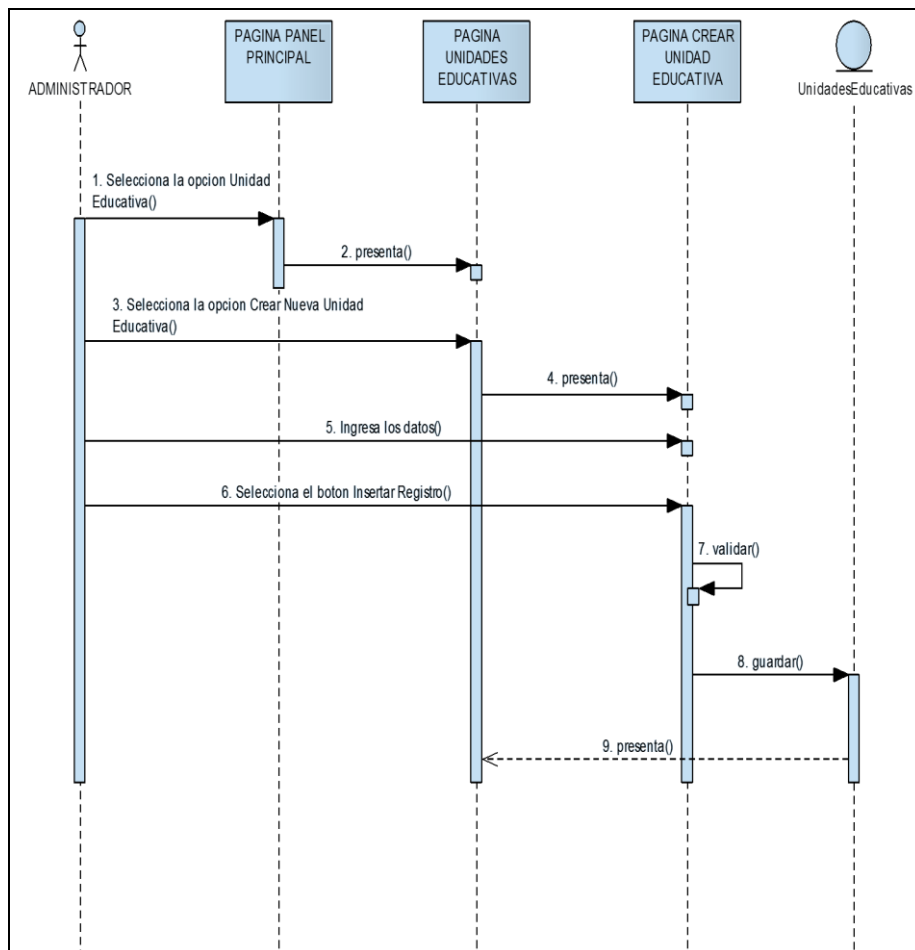 ADMINISTRADOR
PAGINA PANEL
PRINCIPAL
PAGINA
UNIDADES
EDUCATIVAS
PAGINA CREAR
UNIDAD
EDUCATIVA
UnidadesEducativas
1. Selecciona la opcion Unidad
Educativa()
2. presenta()
3. Selecciona la opcion Crear Nueva Unidad
Educativa()
4. presenta()
5. Ingresa los datos()
6. Selecciona el boton Insertar Registro()
7. validar()
8. guardar()
9. presenta()